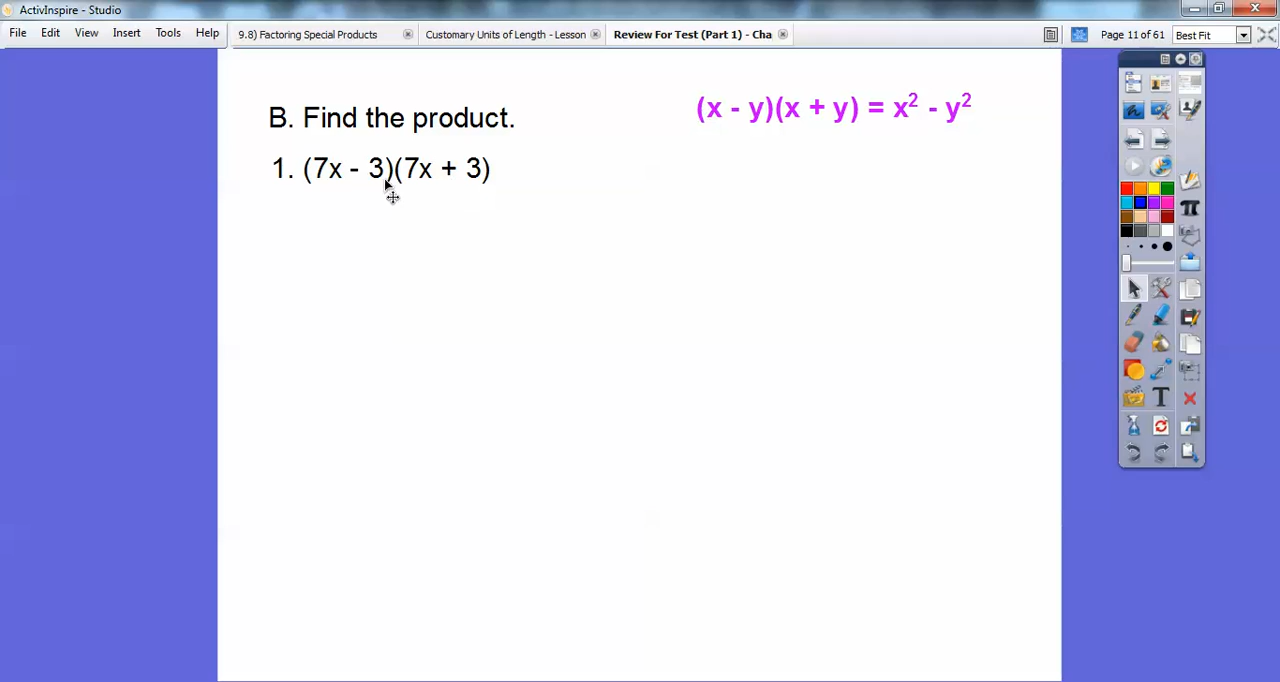 ActivInspire - Studio
File Edit View Insert Tools Help
9.8) Factoring Special Products
Customary Units of Length - Lesson
Review For Test (Part 1) - Cha
Page 11 of 61
Best Fit
B. Find the product.
(x - y)(x + y) = x² - y²
1. (7x - 3)(7x + 3)